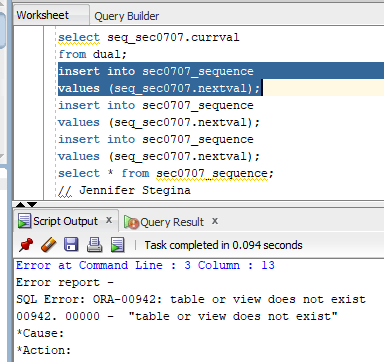 Worksheet Query Builder
select seq_sec0707.currval
from dual;
insert into sec0707_sequence
values (seq_sec0707.nextval);
insert into sec0707_sequence
values (seq_sec0707.nextval);
insert into sec0707_sequence
values (seq_sec0707.nextval);
select * from sec0707_sequence;
// Jennifer Stegina
Script Output x Query Result x
Task completed in 0.094 seconds
Error at Command Line : 3 Column : 13
Error report -
SQL Error: ORA-00942: table or view does not exist
00942. 00000 - "table or view does not exist"
*Cause:
*Action: